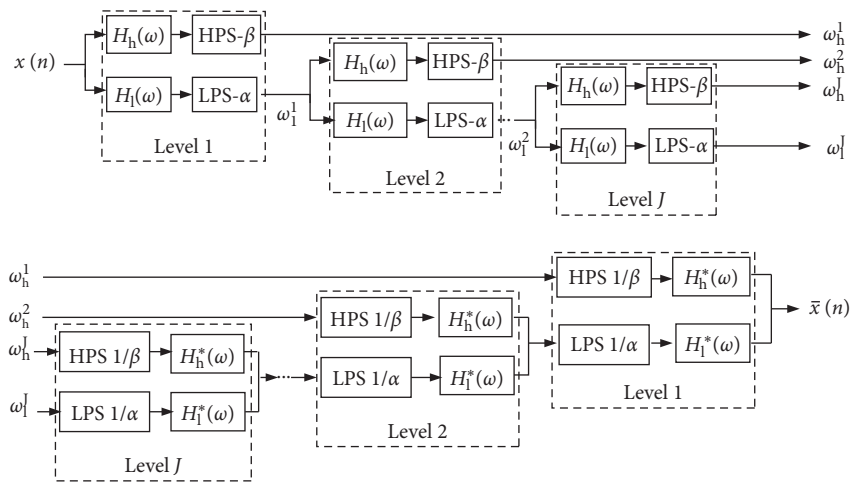 x (n)
H_h(ω) HPS-β
H_l(ω) LPS-α
Level 1
ω_l^1
H_h(ω) HPS-β
H_l(ω) LPS-α
Level 2
...
ω_l^2
H_h(ω) HPS-β
H_l(ω) LPS-α
Level J
ω_h^1
ω_h^2
ω_h^J
ω_l^J
ω_h^1
ω_h^2
ω_h^J
ω_l^J
HPS 1/β H_h^*(ω)
LPS 1/α H_l^*(ω)
Level J
...
HPS 1/β H_h^*(ω)
LPS 1/α H_l^*(ω)
Level 2
HPS 1/β H_h^*(ω)
LPS 1/α H_l^*(ω)
Level 1
x̄ (n)